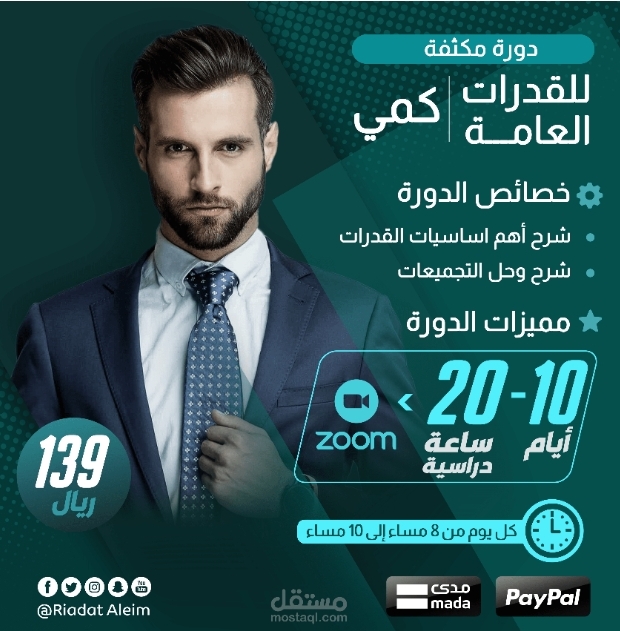 دورة مكثفة
للقدرات
العامـــة
كمي
خصائص الدورة
شرح أهم اساسيات القدرات
شرح وحل التجميعات
مميزات الدورة
10 - 20 >
أيام
ساعة
دراسية
zoom
كل يوم من 8 مساء إلى 10 مساء
139
ريال
@Riadat Aleim
مدى
mada
PayPal
مستقل
mostaql.com